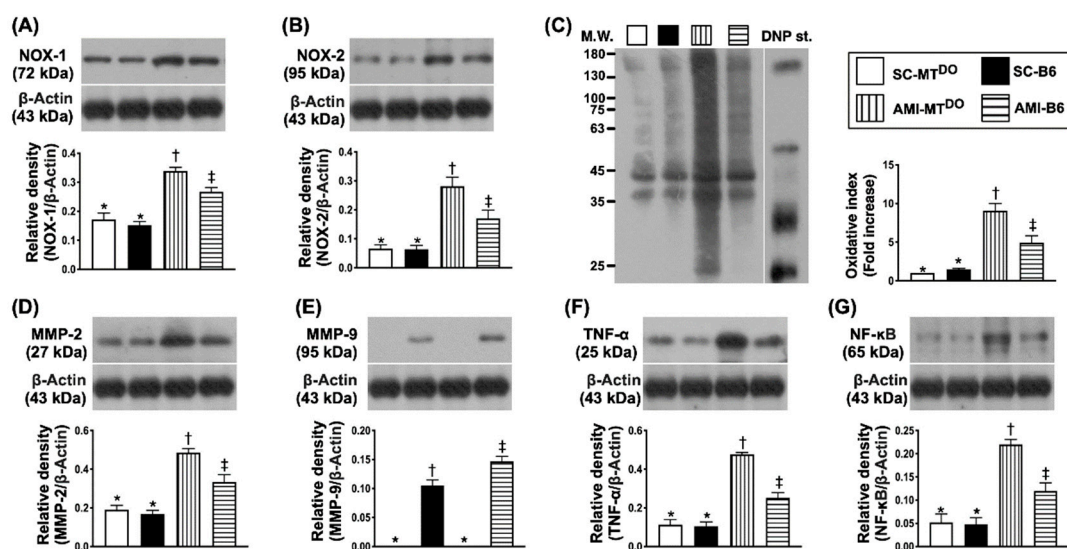 (A)
NOX-1
(72 kDa)
β-Actin
(43 kDa)
Relative density
(NOX-1/β-Actin)
0.4
0.3
0.2
0.1
0.0
*
*
†
‡
(B)
NOX-2
(95 kDa)
β-Actin
(43 kDa)
Relative density
(NOX-2/β-Actin)
0.4
0.3
0.2
0.1
0.0
*
*
†
‡
(C)
M.W.
DNP st.
180
130
100
75
63
45
35
25
SC-MTᴰᴼ
SC-B6
AMI-MTᴰᴼ
AMI-B6
Oxidative index
(Fold increase)
15
10
5
0
*
*
†
‡
(D)
MMP-2
(27 kDa)
β-Actin
(43 kDa)
Relative density
(MMP-2/β-Actin)
0.6
0.4
0.2
0.0
*
*
†
‡
(E)
MMP-9
(95 kDa)
β-Actin
(43 kDa)
Relative density
(MMP-9/β-Actin)
0.20
0.15
0.10
0.05
0.00
*
†
*
‡
(F)
TNF-α
(25 kDa)
β-Actin
(43 kDa)
Relative density
(TNF-α/β-Actin)
0.6
0.4
0.2
0.0
*
*
†
‡
(G)
NF-κB
(65 kDa)
β-Actin
(43 kDa)
Relative density
(NF-κB/β-Actin)
0.25
0.20
0.15
0.10
0.05
0.00
*
*
†
‡